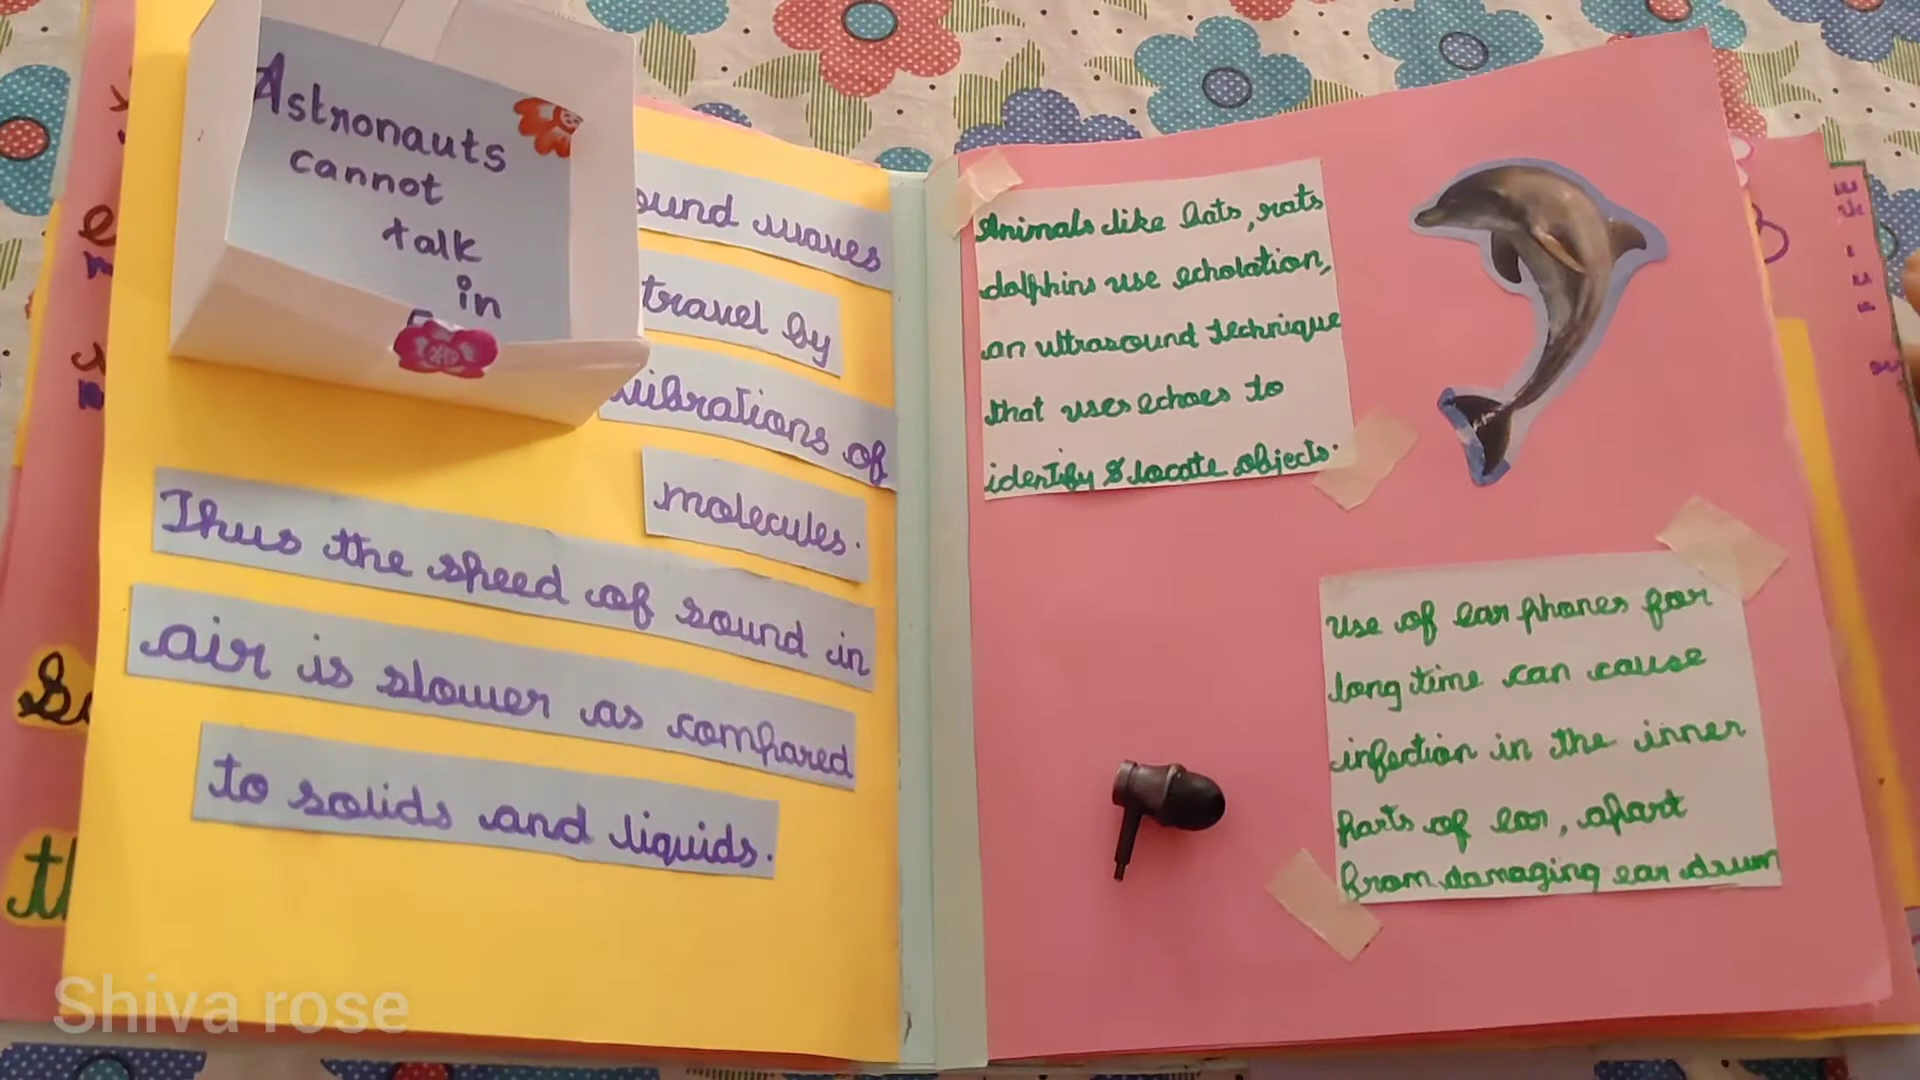 Astronauts
cannot
talk
in
ound waves
travel by
vibrations of
molecules.
Thus the speed of sound in
air is slower as compared
to solids and liquids.
Animals like bats, rats
dolphins use echolation,
an ultrasound technique
that uses echoes to
identify & locate objects.
Use of ear phones for
long time can cause
infection in the inner
parts of ear, apart
from damaging ear drum
Shiva rose